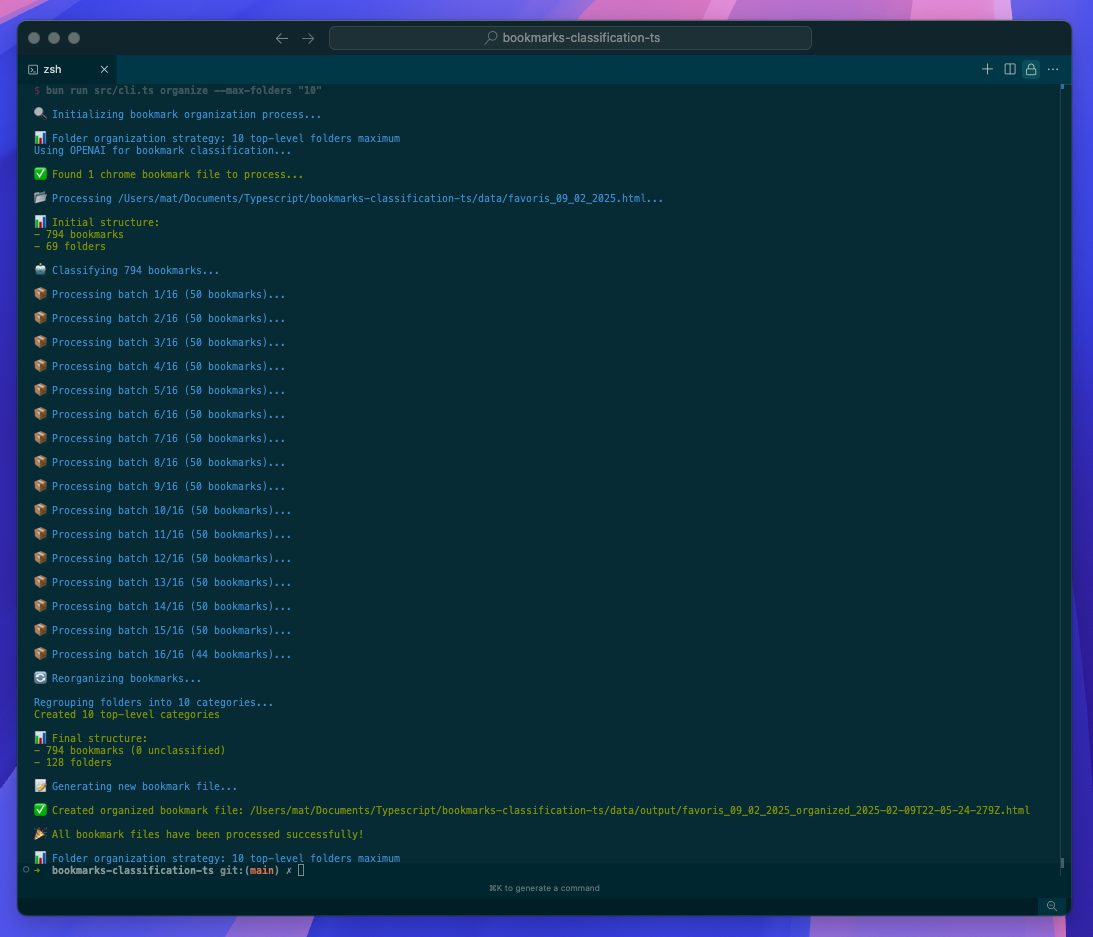 bookmarks-classification-ts
zsh
$ bun run src/cli.ts organize --max-folders "10"
🔍 Initializing bookmark organization process...
📊 Folder organization strategy: 10 top-level folders maximum
Using OPENAI for bookmark classification...
✅ Found 1 chrome bookmark file to process...
📂 Processing /Users/mat/Documents/Typescript/bookmarks-classification-ts/data/favoris_09_02_2025.html...
📊 Initial structure:
- 794 bookmarks
- 69 folders
🤖 Classifying 794 bookmarks...
📦 Processing batch 1/16 (50 bookmarks)...
📦 Processing batch 2/16 (50 bookmarks)...
📦 Processing batch 3/16 (50 bookmarks)...
📦 Processing batch 4/16 (50 bookmarks)...
📦 Processing batch 5/16 (50 bookmarks)...
📦 Processing batch 6/16 (50 bookmarks)...
📦 Processing batch 7/16 (50 bookmarks)...
📦 Processing batch 8/16 (50 bookmarks)...
📦 Processing batch 9/16 (50 bookmarks)...
📦 Processing batch 10/16 (50 bookmarks)...
📦 Processing batch 11/16 (50 bookmarks)...
📦 Processing batch 12/16 (50 bookmarks)...
📦 Processing batch 13/16 (50 bookmarks)...
📦 Processing batch 14/16 (50 bookmarks)...
📦 Processing batch 15/16 (50 bookmarks)...
📦 Processing batch 16/16 (44 bookmarks)...
🔄 Reorganizing bookmarks...
Regrouping folders into 10 categories...
Created 10 top-level categories
📊 Final structure:
- 794 bookmarks (0 unclassified)
- 128 folders
📝 Generating new bookmark file...
✅ Created organized bookmark file: /Users/mat/Documents/Typescript/bookmarks-classification-ts/data/output/favoris_09_02_2025_organized_2025-02-09T22-05-24-279Z.html
🎉 All bookmark files have been processed successfully!
📊 Folder organization strategy: 10 top-level folders maximum
➜ bookmarks-classification-ts git:(main) ✗
⌘K to generate a command